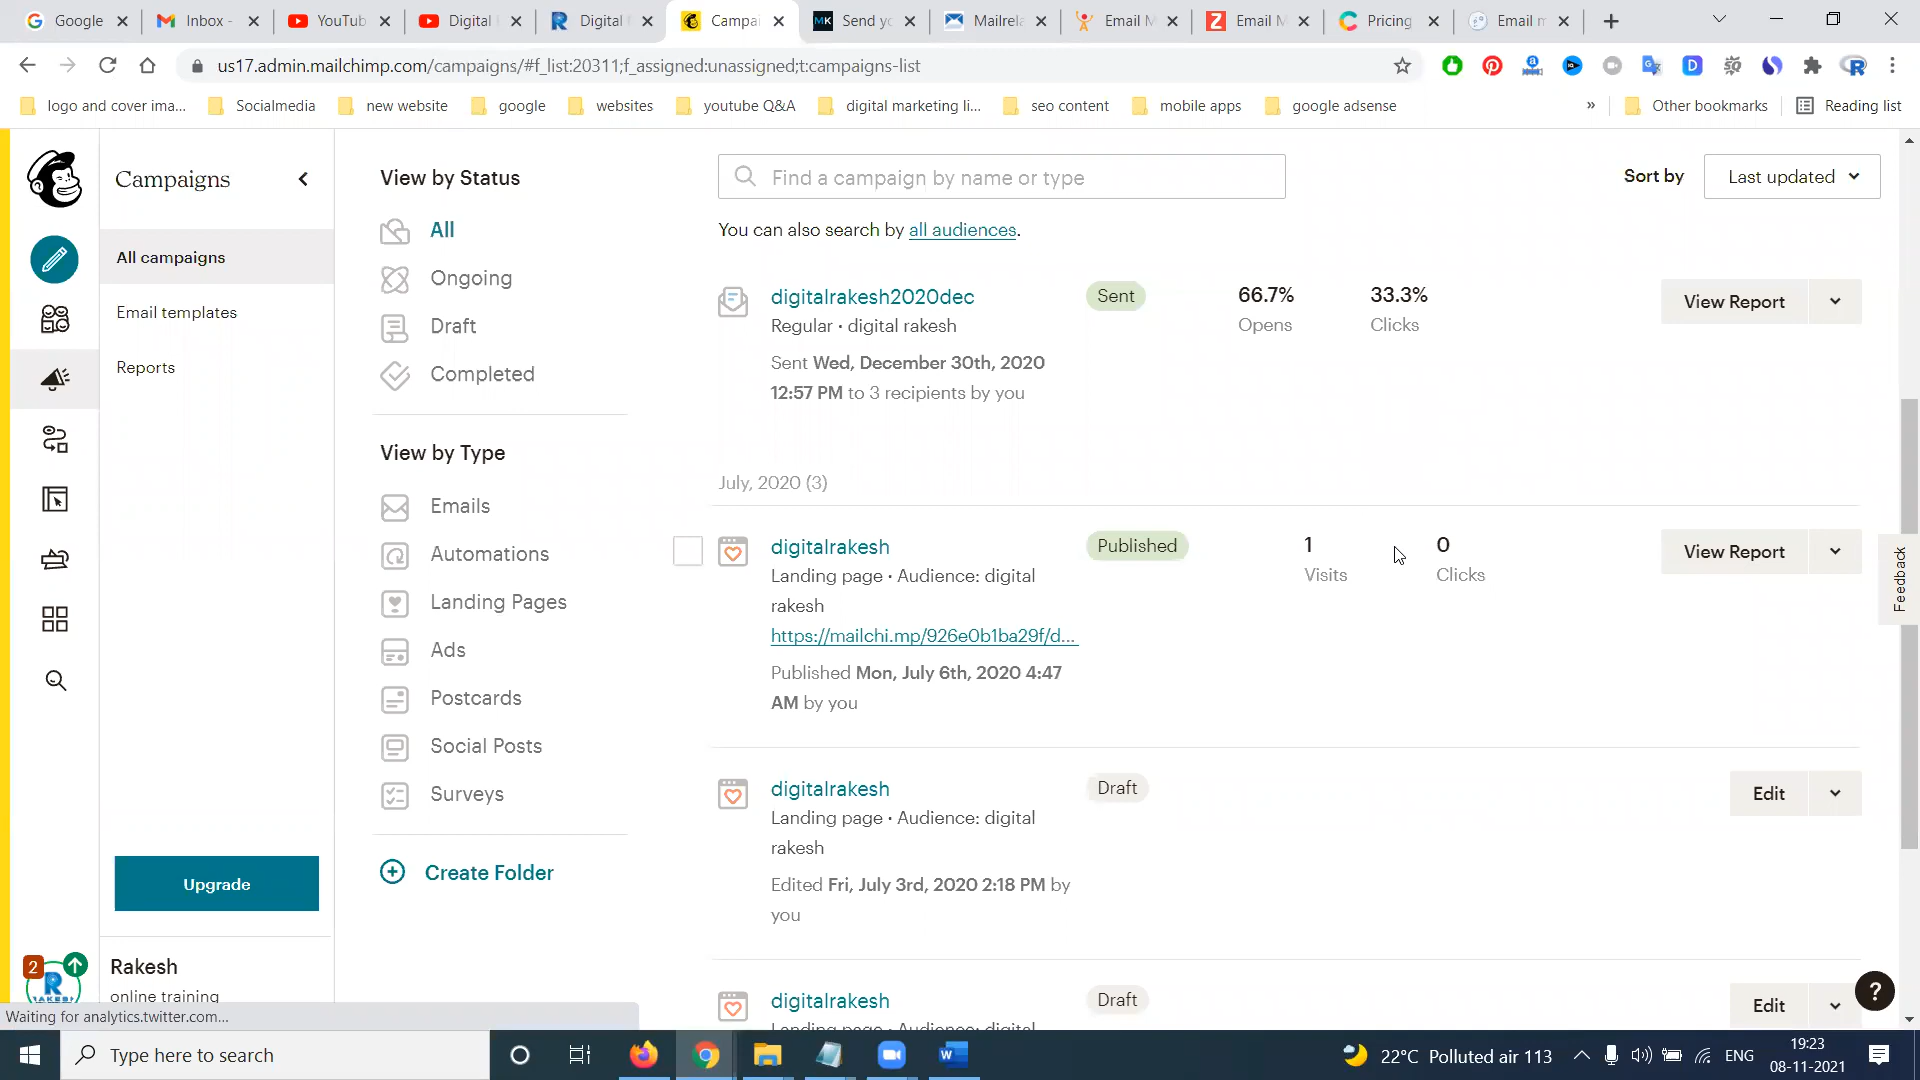 Google
Inbox -
YouTub
Digital
Digital
Campai
MK
Send yo
Mailrela
Email M
Z
Email M
Pricing
Email m
us17.admin.mailchimp.com/campaigns/#f_list:20311;f_assigned:unassigned;t:campaigns-list
logo and cover ima...
Socialmedia
new website
google
websites
youtube Q&A
digital marketing li...
seo content
mobile apps
google adsense
»
Other bookmarks
Reading list
Campaigns
All campaigns
Email templates
Reports
Upgrade
2
Rakesh
online training
View by Status
All
Ongoing
Draft
Completed
View by Type
Emails
Automations
Landing Pages
Ads
Postcards
Social Posts
Surveys
Create Folder
Find a campaign by name or type
Sort by
Last updated
You can also search by all audiences.
digitalrakesh2020dec
Sent
66.7%
33.3%
View Report
Regular • digital rakesh
Opens
Clicks
Sent Wed, December 30th, 2020
12:57 PM to 3 recipients by you
July, 2020 (3)
digitalrakesh
Published
1
0
View Report
Landing page • Audience: digital
Visits
Clicks
rakesh
https://mailchi.mp/926e0b1ba29f/d...
Published Mon, July 6th, 2020 4:47
AM by you
Feedback
digitalrakesh
Draft
Edit
Landing page • Audience: digital
rakesh
Edited Fri, July 3rd, 2020 2:18 PM by
you
digitalrakesh
Draft
Edit
Landing page • Audience: digital
?
Waiting for analytics.twitter.com...
Type here to search
22°C Polluted air 113
ENG
19:23
08-11-2021